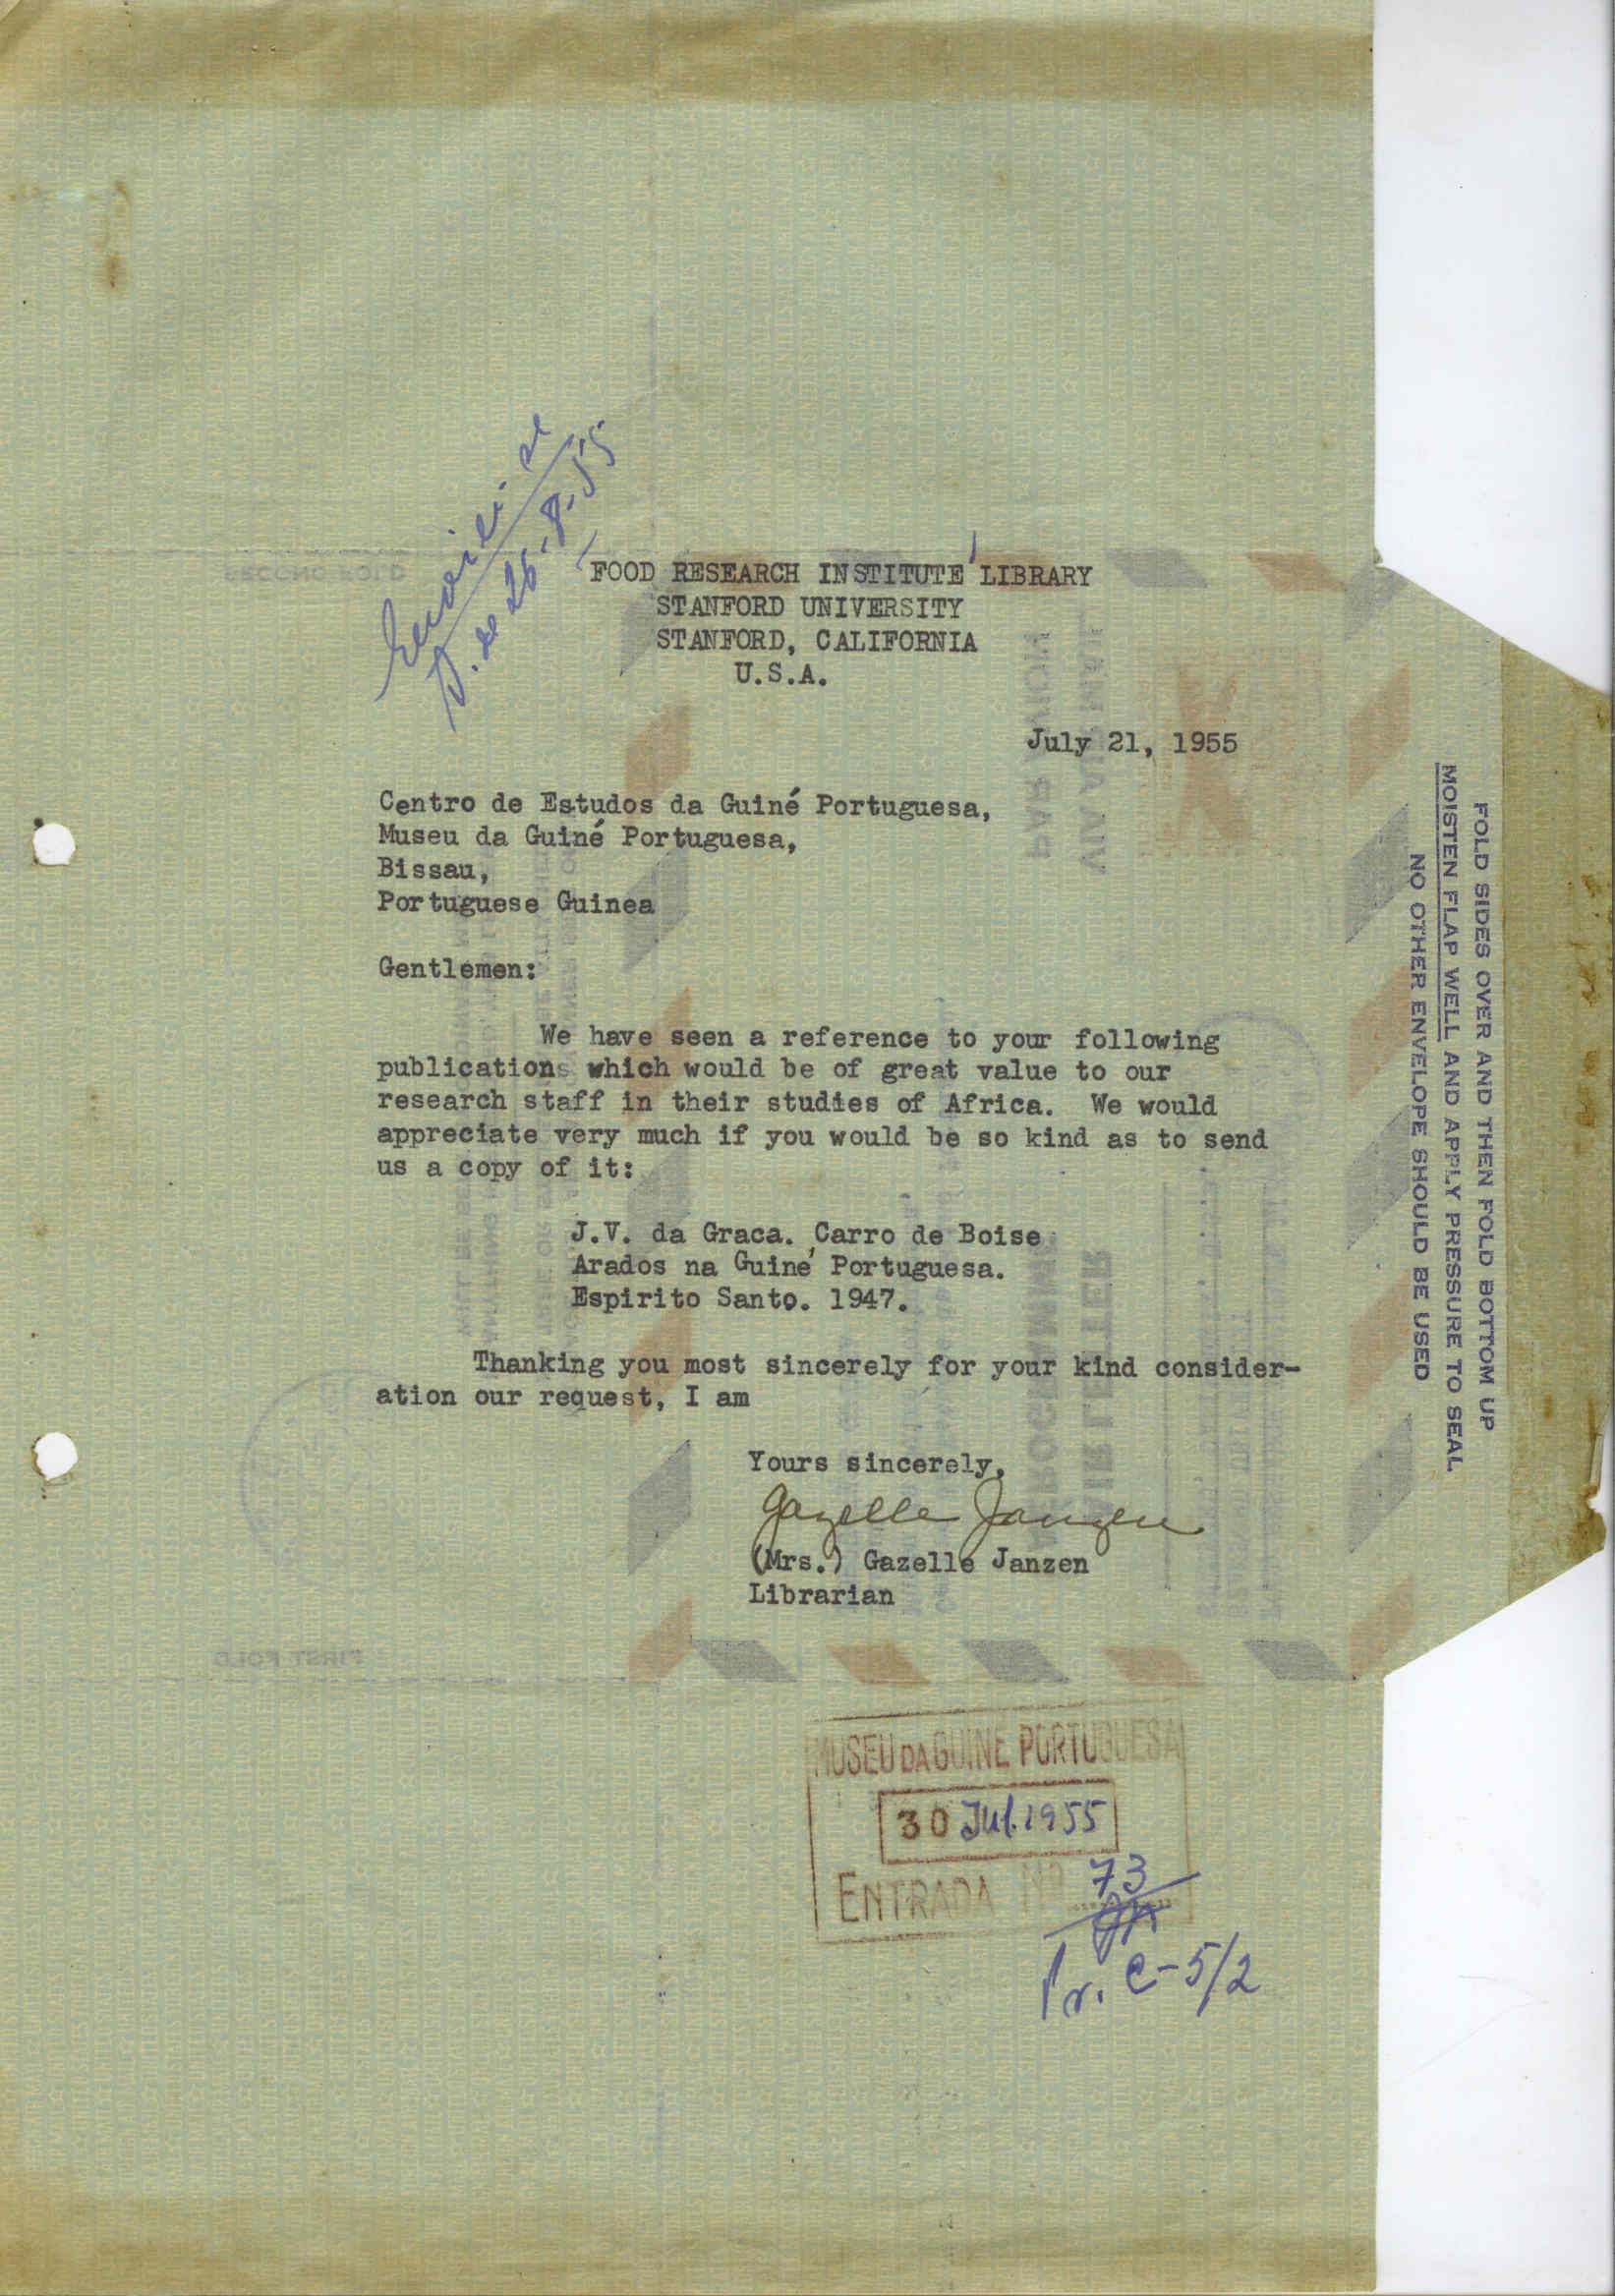 FOOD RESEARCH INSTITUTE LIBRARY
STANFORD UNIVERSITY
STANFORD, CALIFORNIA
U.S.A.
July 21, 1955
Centro de Estudos da Guiné Portuguesa,
Museu da Guiné Portuguesa,
Bissau,
Portuguese Guinea
Gentlemen:
We have seen a reference to your following
publications which would be of great value to our
research staff in their studies of Africa. We would
appreciate very much if you would be so kind as to send
us a copy of it:
J.V. da Graca. Carro de Boise
Arados na Guiné Portuguesa.
Espirito Santo. 1947.
Thanking you most sincerely for your kind consider-
ation our request, I am
Yours sincerely,
Gazelle Janzen
(Mrs.) Gazelle Janzen
Librarian
26.8.55
SECOND FOLD
FIRST FOLD
FOLD SIDES OVER AND THEN FOLD BOTTOM UP
MOISTEN FLAP WELL AND APPLY PRESSURE TO SEAL
NO OTHER ENVELOPE SHOULD BE USED
MUSEU DA GUINE PORTUGUESA
30 Jul. 1955
ENTRADA Nº 73
Pr. C-5/2